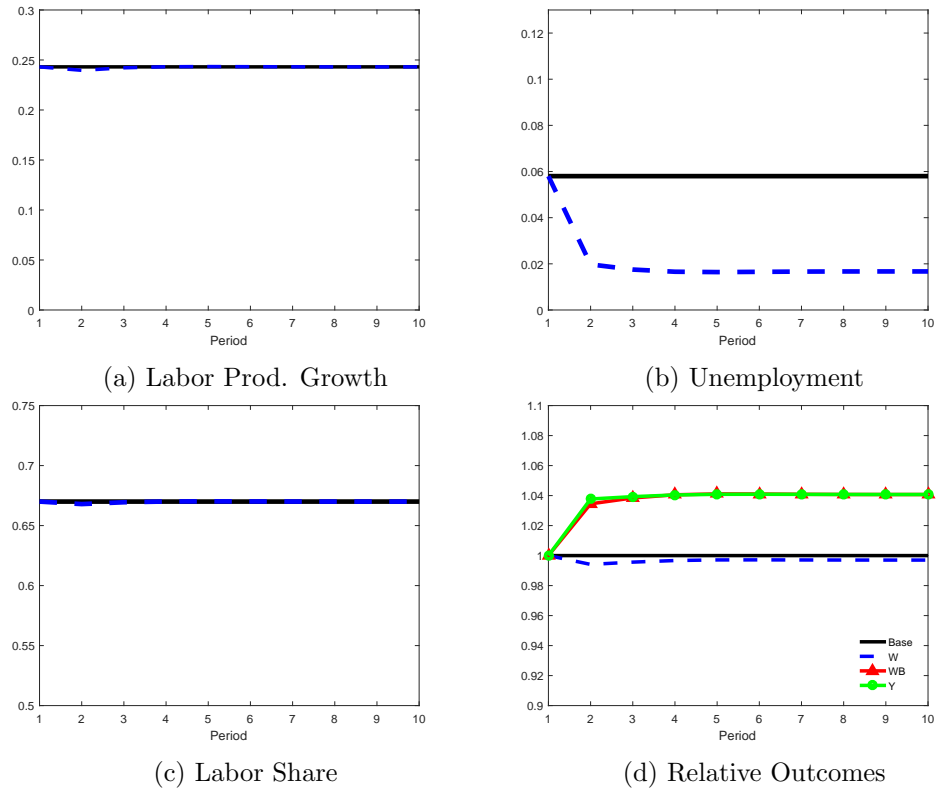 0.3
0.25
0.2
0.15
0.1
0.05
0
1 2 3 4 5 6 7 8 9 10
Period
(a) Labor Prod. Growth
0.12
0.1
0.08
0.06
0.04
0.02
0
1 2 3 4 5 6 7 8 9 10
Period
(b) Unemployment
0.75
0.7
0.65
0.6
0.55
0.5
1 2 3 4 5 6 7 8 9 10
Period
(c) Labor Share
1.1
1.08
1.06
1.04
1.02
1
0.98
0.96
0.94
0.92
0.9
Base
W
WB
Y
1 2 3 4 5 6 7 8 9 10
Period
(d) Relative Outcomes